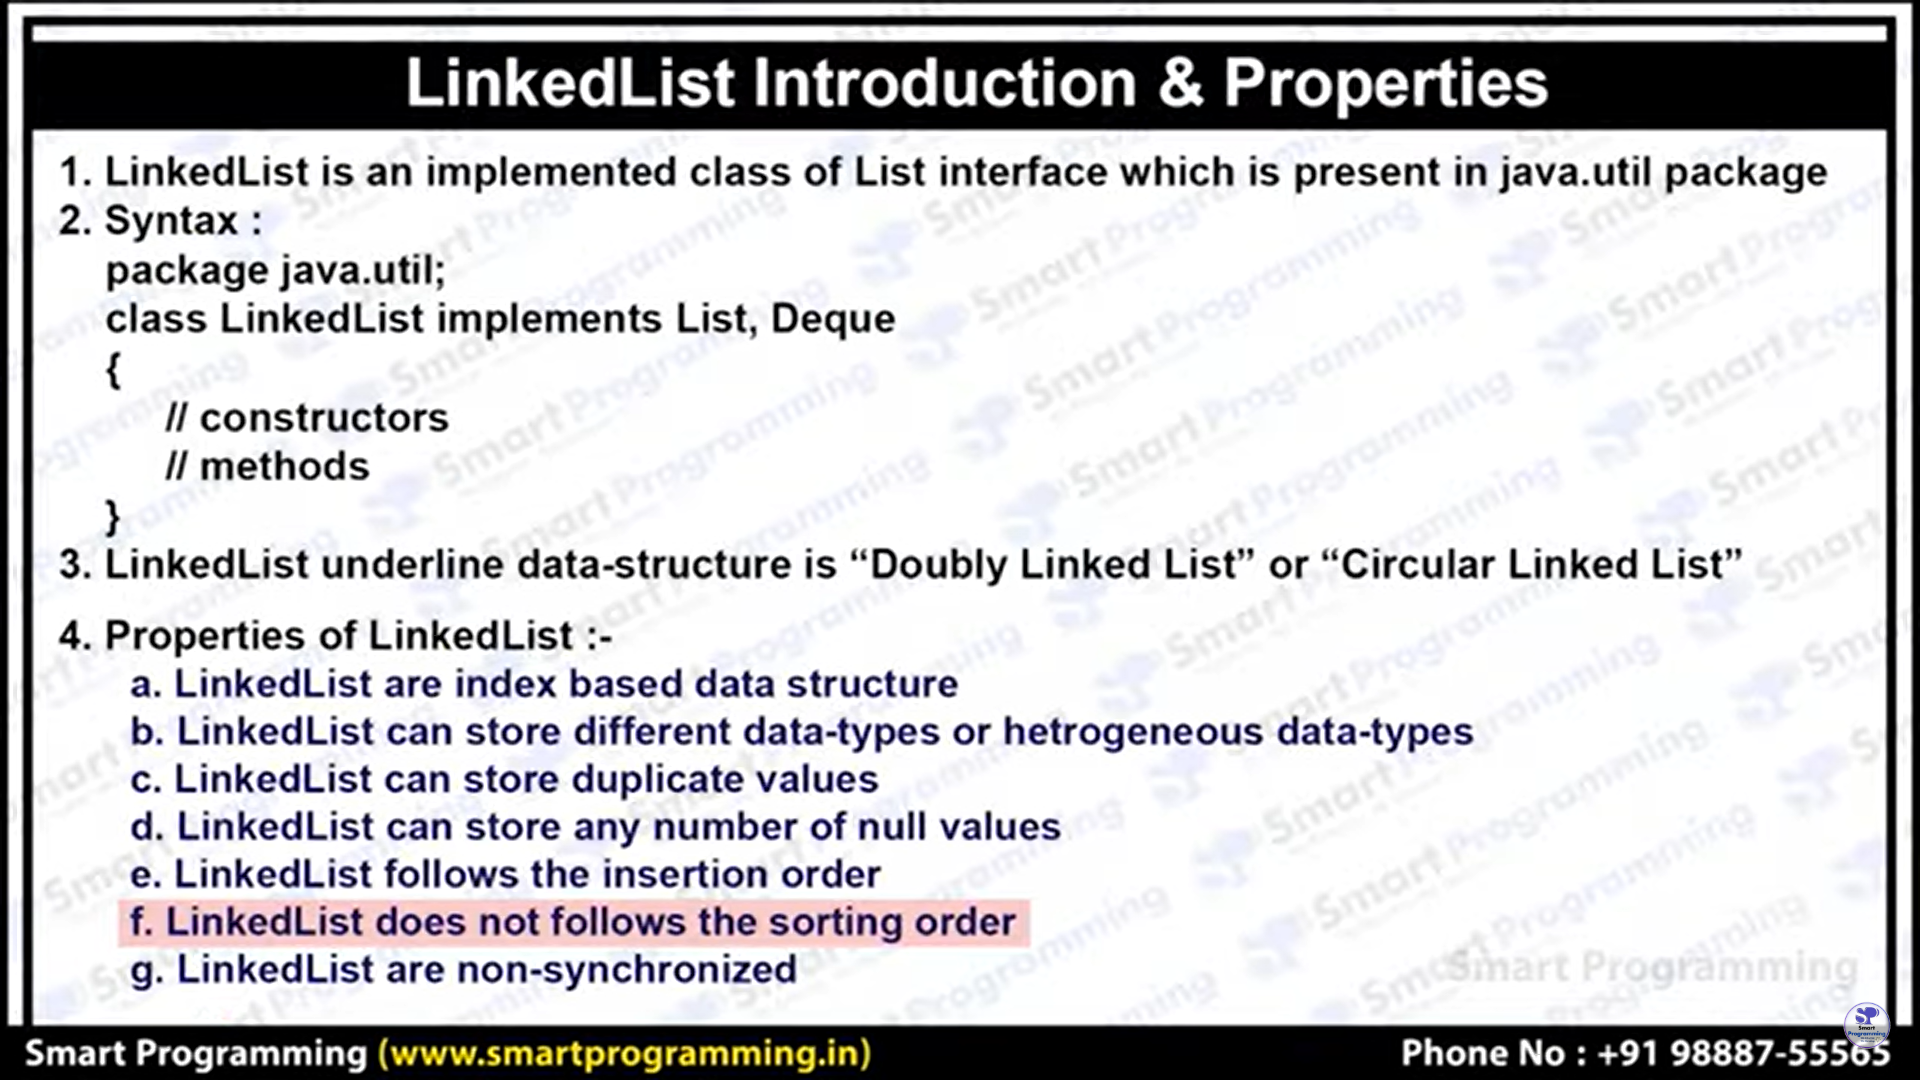 LinkedList Introduction & Properties
1. LinkedList is an implemented class of List interface which is present in java.util package
2. Syntax :
package java.util;
class LinkedList implements List, Deque
{
// constructors
// methods
}
3. LinkedList underline data-structure is “Doubly Linked List” or “Circular Linked List”
4. Properties of LinkedList :-
a. LinkedList are index based data structure
b. LinkedList can store different data-types or hetrogeneous data-types
c. LinkedList can store duplicate values
d. LinkedList can store any number of null values
e. LinkedList follows the insertion order
f. LinkedList does not follows the sorting order
g. LinkedList are non-synchronized
Smart Programming
SP
Smart
Programming
Smart Programming (www.smartprogramming.in)
Phone No : +91 98887-55565